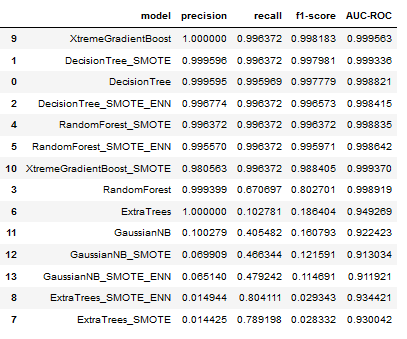 model precision recall f1-score AUC-ROC
9 XtremeGradientBoost 1.000000 0.996372 0.998183 0.999563
1 DecisionTree_SMOTE 0.999596 0.996372 0.997981 0.999336
0 DecisionTree 0.999595 0.995969 0.997779 0.998821
2 DecisionTree_SMOTE_ENN 0.996774 0.996372 0.996573 0.998415
4 RandomForest_SMOTE 0.996372 0.996372 0.996372 0.998835
5 RandomForest_SMOTE_ENN 0.995570 0.996372 0.995971 0.998642
10 XtremeGradientBoost_SMOTE 0.980563 0.996372 0.988405 0.999370
3 RandomForest 0.999399 0.670697 0.802701 0.998919
6 ExtraTrees 1.000000 0.102781 0.186404 0.949269
11 GaussianNB 0.100279 0.405482 0.160793 0.922423
12 GaussianNB_SMOTE 0.069909 0.466344 0.121591 0.913034
13 GaussianNB_SMOTE_ENN 0.065140 0.479242 0.114691 0.911921
8 ExtraTrees_SMOTE_ENN 0.014944 0.804111 0.029343 0.934421
7 ExtraTrees_SMOTE 0.014425 0.789198 0.028332 0.930042